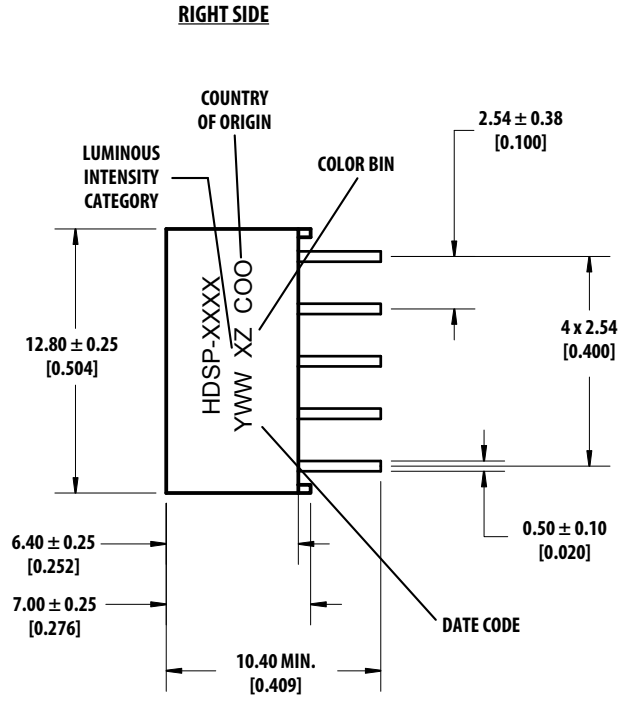 RIGHT SIDE
COUNTRY
OF ORIGIN
2.54 ± 0.38
[0.100]
LUMINOUS
INTENSITY
CATEGORY
COLOR BIN
HDSP-XXXX
YWW XZ COO
12.80 ± 0.25
[0.504]
4 x 2.54
[0.400]
6.40 ± 0.25
[0.252]
0.50 ± 0.10
[0.020]
7.00 ± 0.25
[0.276]
DATE CODE
10.40 MIN.
[0.409]